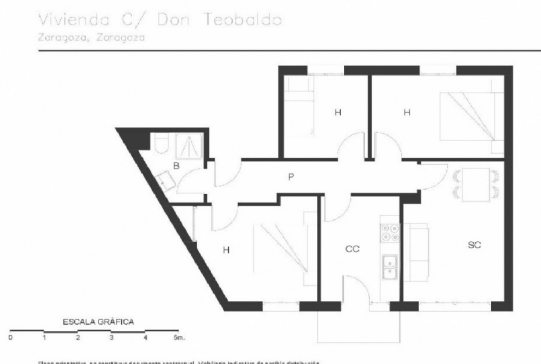 Vivienda C/ Don Teobaldo
Zaragoza, Zaragoza
H
H
B
P
H
CC
SC
ESCALA GRÁFICA
0 1 2 3 4 5m.